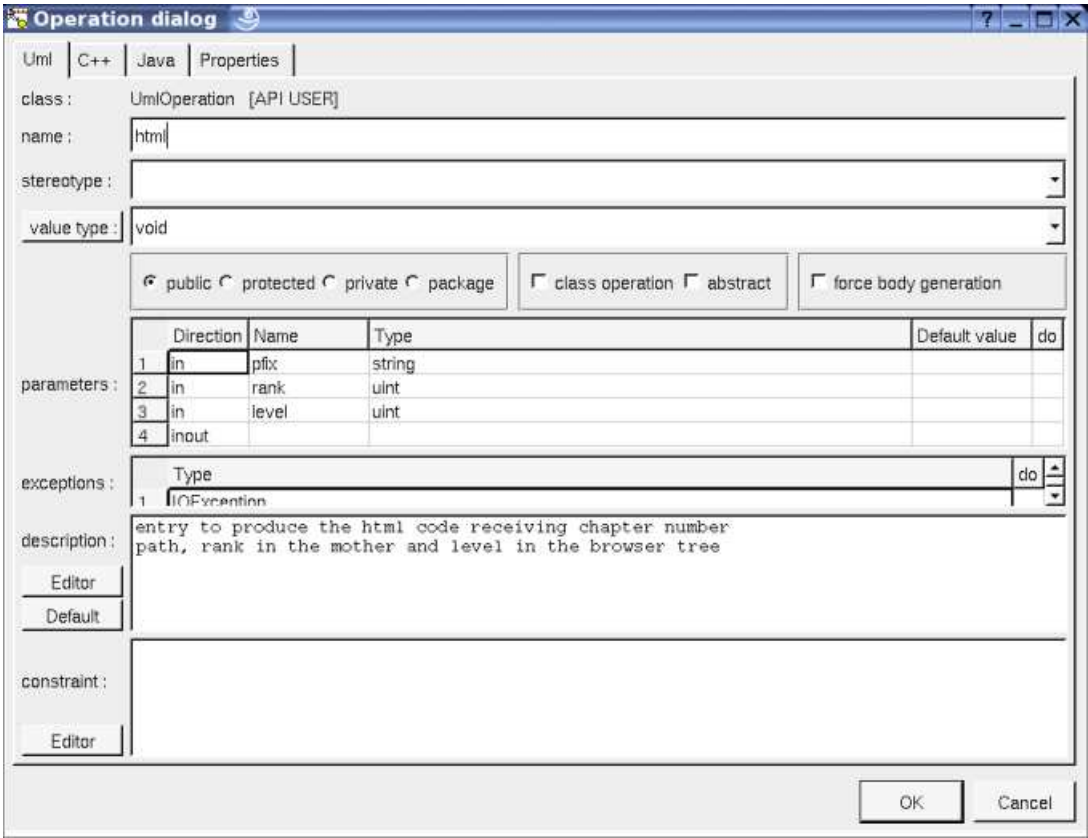 Operation dialog
Uml C++ Java Properties
class : UmlOperation [API USER]
name : html
stereotype :
value type : void
public protected private package class operation abstract force body generation
parameters :
Direction Name Type Default value do
1 in pfix string
2 in rank uint
3 in level uint
4 inout
exceptions :
Type do
1 IOException
description :
entry to produce the html code receiving chapter number
path, rank in the mother and level in the browser tree
Editor
Default
constraint :
Editor
OK Cancel